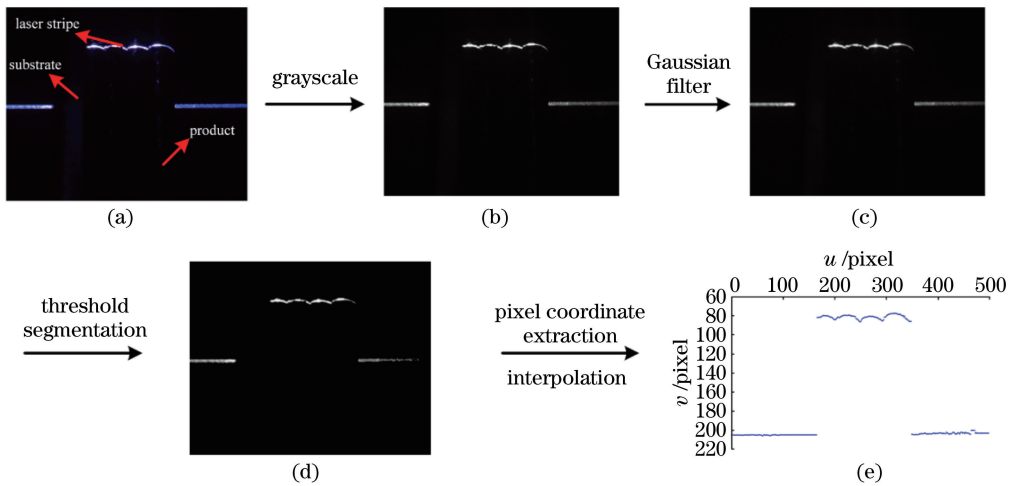 laser stripe
substrate
product
(a)
grayscale
(b)
Gaussian
filter
(c)
threshold
segmentation
(d)
pixel coordinate
extraction
interpolation
u /pixel
0 100 200 300 400 500
v /pixel
60
80
100
120
140
160
180
200
220
(e)